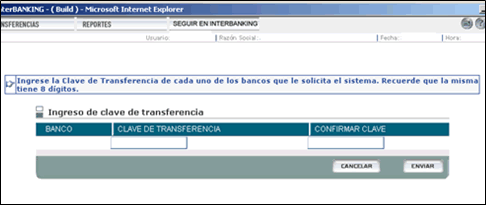 terBANKING - ( Build ) - Microsoft Internet Explorer
NSFERENCIAS REPORTES SEGUIR EN INTERBANKING
Usuario: Razón Social: Fecha: Hora:
Ingrese la Clave de Transferencia de cada uno de los bancos que le solicita el sistema. Recuerde que la misma
tiene 8 dígitos.
Ingreso de clave de transferencia
BANCO CLAVE DE TRANSFERENCIA CONFIRMAR CLAVE
CANCELAR ENVIAR